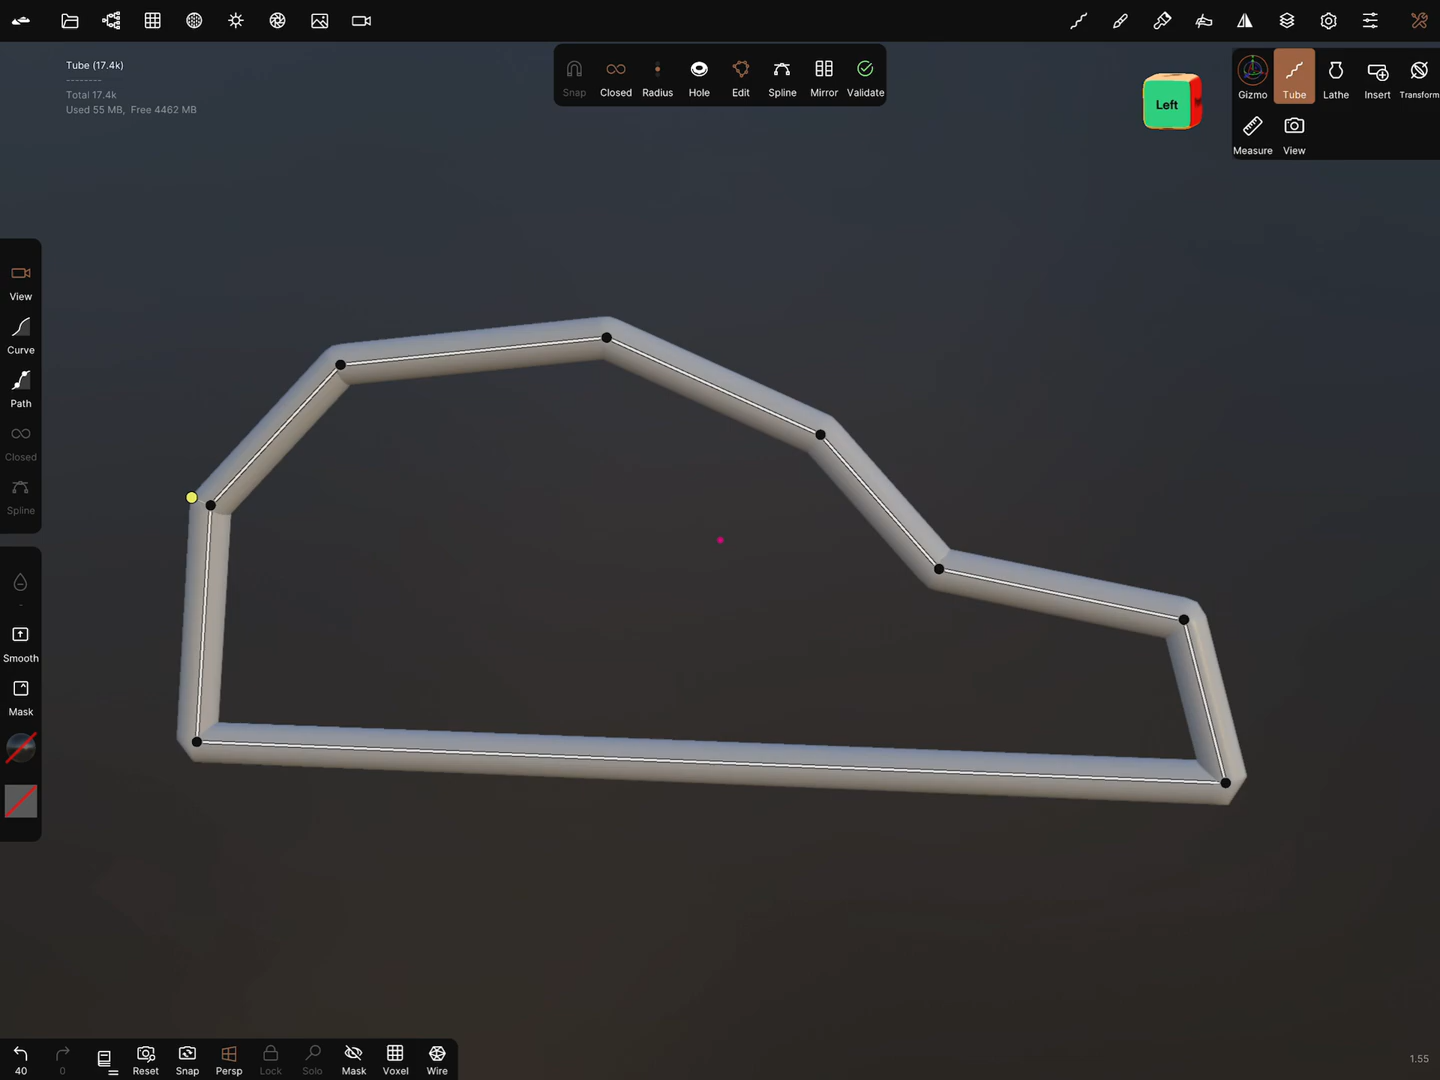 Tube (17.4k)
--------
Total 17.4k
Used 55 MB, Free 4462 MB
Snap
Closed
Radius
Hole
Edit
Spline
Mirror
Validate
Left
Gizmo
Tube
Lathe
Insert
Transform
Measure
View
View
Curve
Path
Closed
Spline
-
Smooth
Mask
40
0
Reset
Snap
Persp
Lock
Solo
Mask
Voxel
Wire
1.55